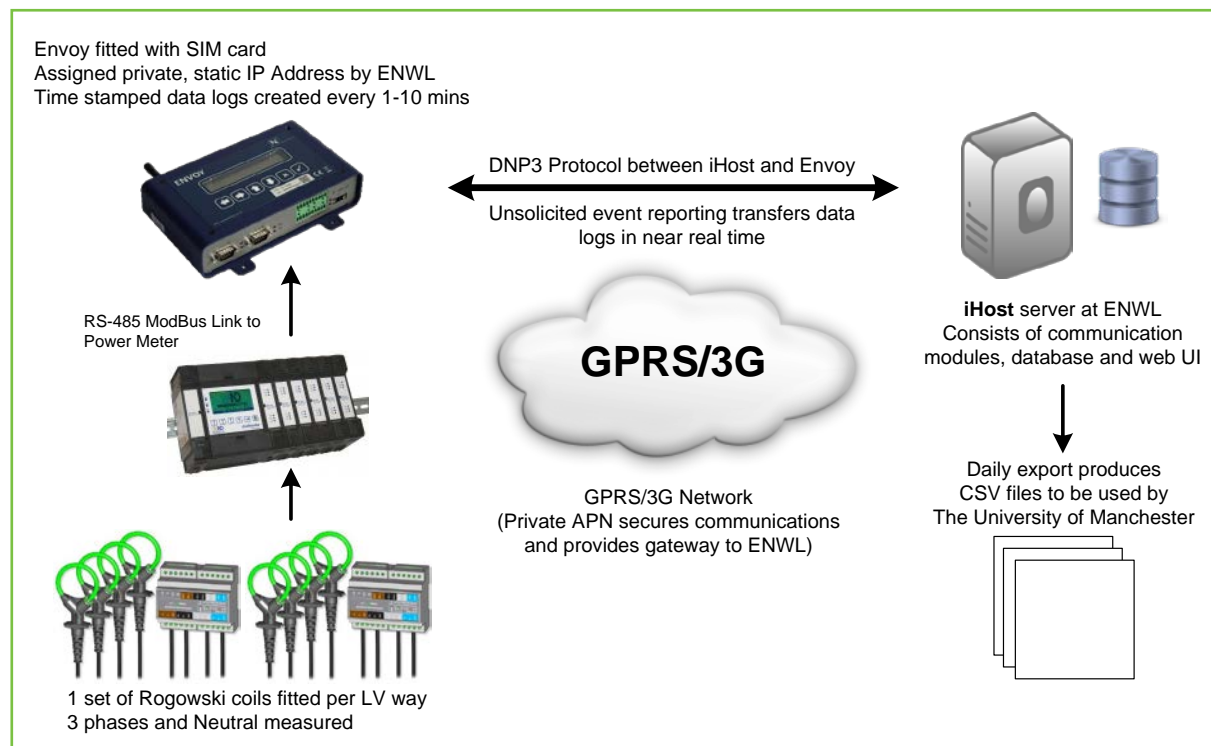 Envoy fitted with SIM card
Assigned private, static IP Address by ENWL
Time stamped data logs created every 1-10 mins
ENVOY
DNP3 Protocol between iHost and Envoy
Unsolicited event reporting transfers data
logs in near real time
RS-485 ModBus Link to
Power Meter
GPRS/3G
iHost server at ENWL
Consists of communication
modules, database and web UI
GPRS/3G Network
(Private APN secures communications
and provides gateway to ENWL)
Daily export produces
CSV files to be used by
The University of Manchester
1 set of Rogowski coils fitted per LV way
3 phases and Neutral measured